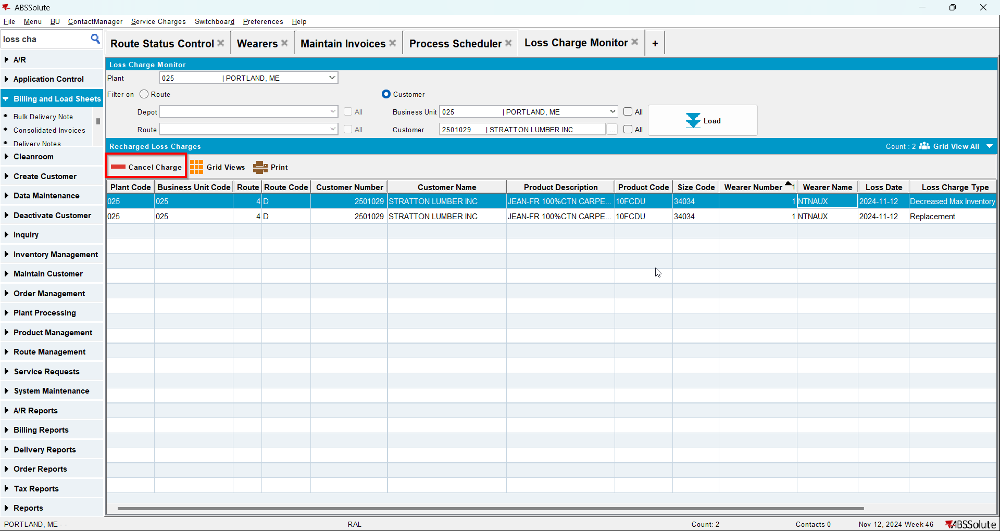 ABSSolute
File Menu BU ContactManager Service Charges Switchboard Preferences Help
loss cha
Route Status Control Wearers Maintain Invoices Process Scheduler Loss Charge Monitor +
A/R
Application Control
Billing and Load Sheets
Bulk Delivery Note
Consolidated Invoices
Delivery Notes
Cleanroom
Create Customer
Data Maintenance
Deactivate Customer
Inquiry
Inventory Management
Maintain Customer
Order Management
Plant Processing
Product Management
Route Management
Service Requests
System Maintenance
A/R Reports
Billing Reports
Delivery Reports
Order Reports
Tax Reports
Reports
Loss Charge Monitor
Plant 025 | PORTLAND, ME
Filter on Route Customer
Depot All Business Unit 025 | PORTLAND, ME All
Route All Customer 2501029 | STRATTON LUMBER INC ... All
Load
Recharged Loss Charges Count : 2 Grid View All
Cancel Charge Grid Views Print
Plant Code Business Unit Code Route Route Code Customer Number Customer Name Product Description Product Code Size Code Wearer Number 1 Wearer Name Loss Date Loss Charge Type
025 025 4 D 2501029 STRATTON LUMBER INC JEAN-FR 100%CTN CARPE... 10FCDU 34034 1 NTNAUX 2024-11-12 Decreased Max Inventory
025 025 4 D 2501029 STRATTON LUMBER INC JEAN-FR 100%CTN CARPE... 10FCDU 34034 1 NTNAUX 2024-11-12 Replacement
PORTLAND, ME - - RAL Count: 2 Contacts 0 Nov 12, 2024 Week 46 ABSSolute